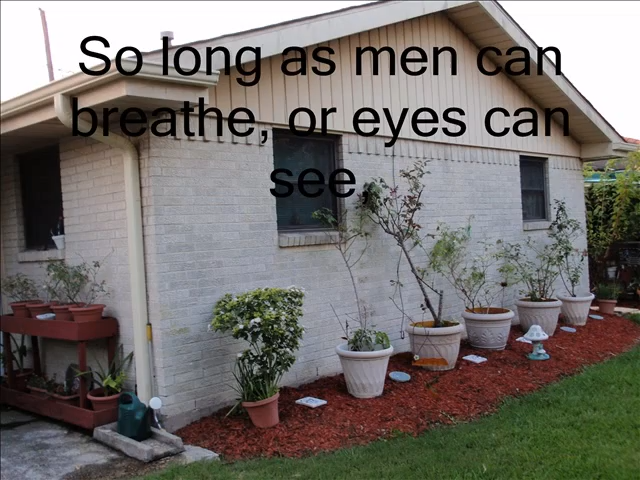 So long as men can
breathe, or eyes can
see,